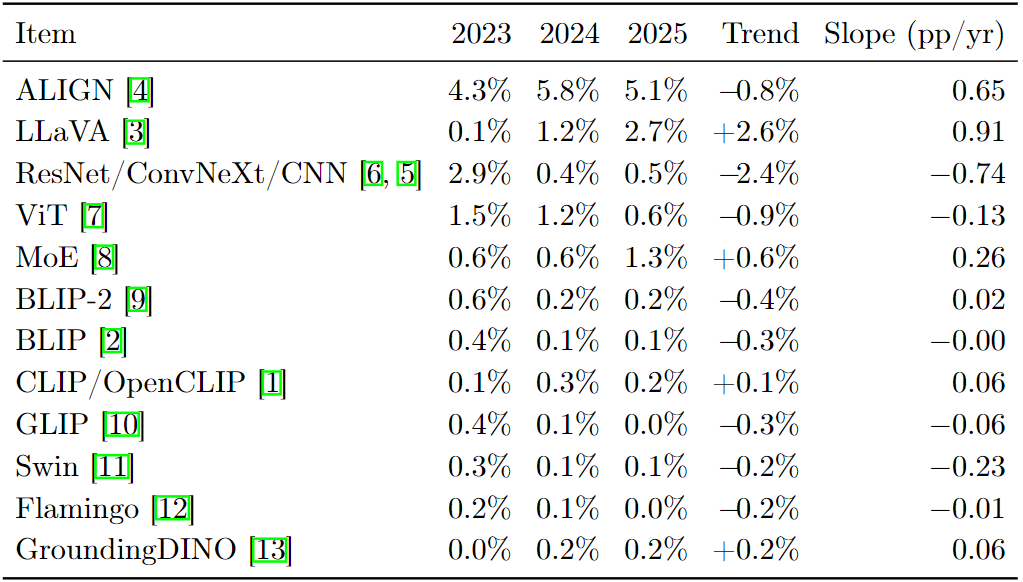 Item 2023 2024 2025 Trend Slope (pp/yr)
ALIGN [4] 4.3% 5.8% 5.1% –0.8% 0.65
LLaVA [3] 0.1% 1.2% 2.7% +2.6% 0.91
ResNet/ConvNeXt/CNN [6, 5] 2.9% 0.4% 0.5% –2.4% −0.74
ViT [7] 1.5% 1.2% 0.6% –0.9% −0.13
MoE [8] 0.6% 0.6% 1.3% +0.6% 0.26
BLIP-2 [9] 0.6% 0.2% 0.2% –0.4% 0.02
BLIP [2] 0.4% 0.1% 0.1% –0.3% −0.00
CLIP/OpenCLIP [1] 0.1% 0.3% 0.2% +0.1% 0.06
GLIP [10] 0.4% 0.1% 0.0% –0.3% −0.06
Swin [11] 0.3% 0.1% 0.1% –0.2% −0.23
Flamingo [12] 0.2% 0.1% 0.0% –0.2% −0.01
GroundingDINO [13] 0.0% 0.2% 0.2% +0.2% 0.06